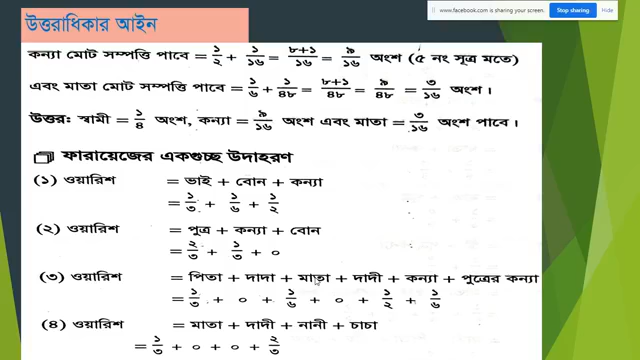 উত্তরাধিকার আইন
www.facebook.com is sharing your screen. Stop sharing Hide
কন্যা মোট সম্পত্তি পাবে = ১/২ + ১/১৬ = ৮+১/১৬ = ৯/১৬ অংশ (৫ নং সূত্র মতে)
এবং মাতা মোট সম্পত্তি পাবে = ১/৬ + ১/৪৮ = ৮+১/৪৮ = ৯/৪৮ = ৩/১৬ অংশ।
উত্তর: স্বামী = ১/৪ অংশ, কন্যা = ৯/১৬ অংশ এবং মাতা = ৩/১৬ অংশ পাবে।
ফারায়েজের একগুচ্ছ উদাহরণ
(১) ওয়ারিশ = ভাই + বোন + কন্যা
= ১/৩ + ১/৬ + ১/২
(২) ওয়ারিশ = পুত্র + কন্যা + বোন
= ২/৩ + ১/৩ + ০
(৩) ওয়ারিশ = পিতা + দাদা + মাতা + দাদী + কন্যা + পুত্রের কন্যা
= ১/৬ + ০ + ১/৬ + ০ + ১/২ + ১/৬
(৪) ওয়ারিশ = মাতা + দাদী + নানী + চাচা
= ১/৩ + ০ + ০ + ২/৩